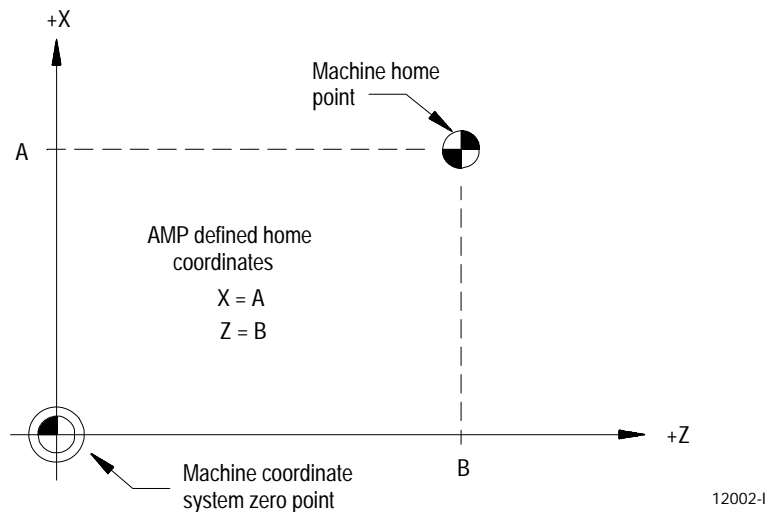 +X
Machine home
point
A
AMP defined home
coordinates
X = A
Z = B
+Z
B
Machine coordinate
system zero point
12002-I